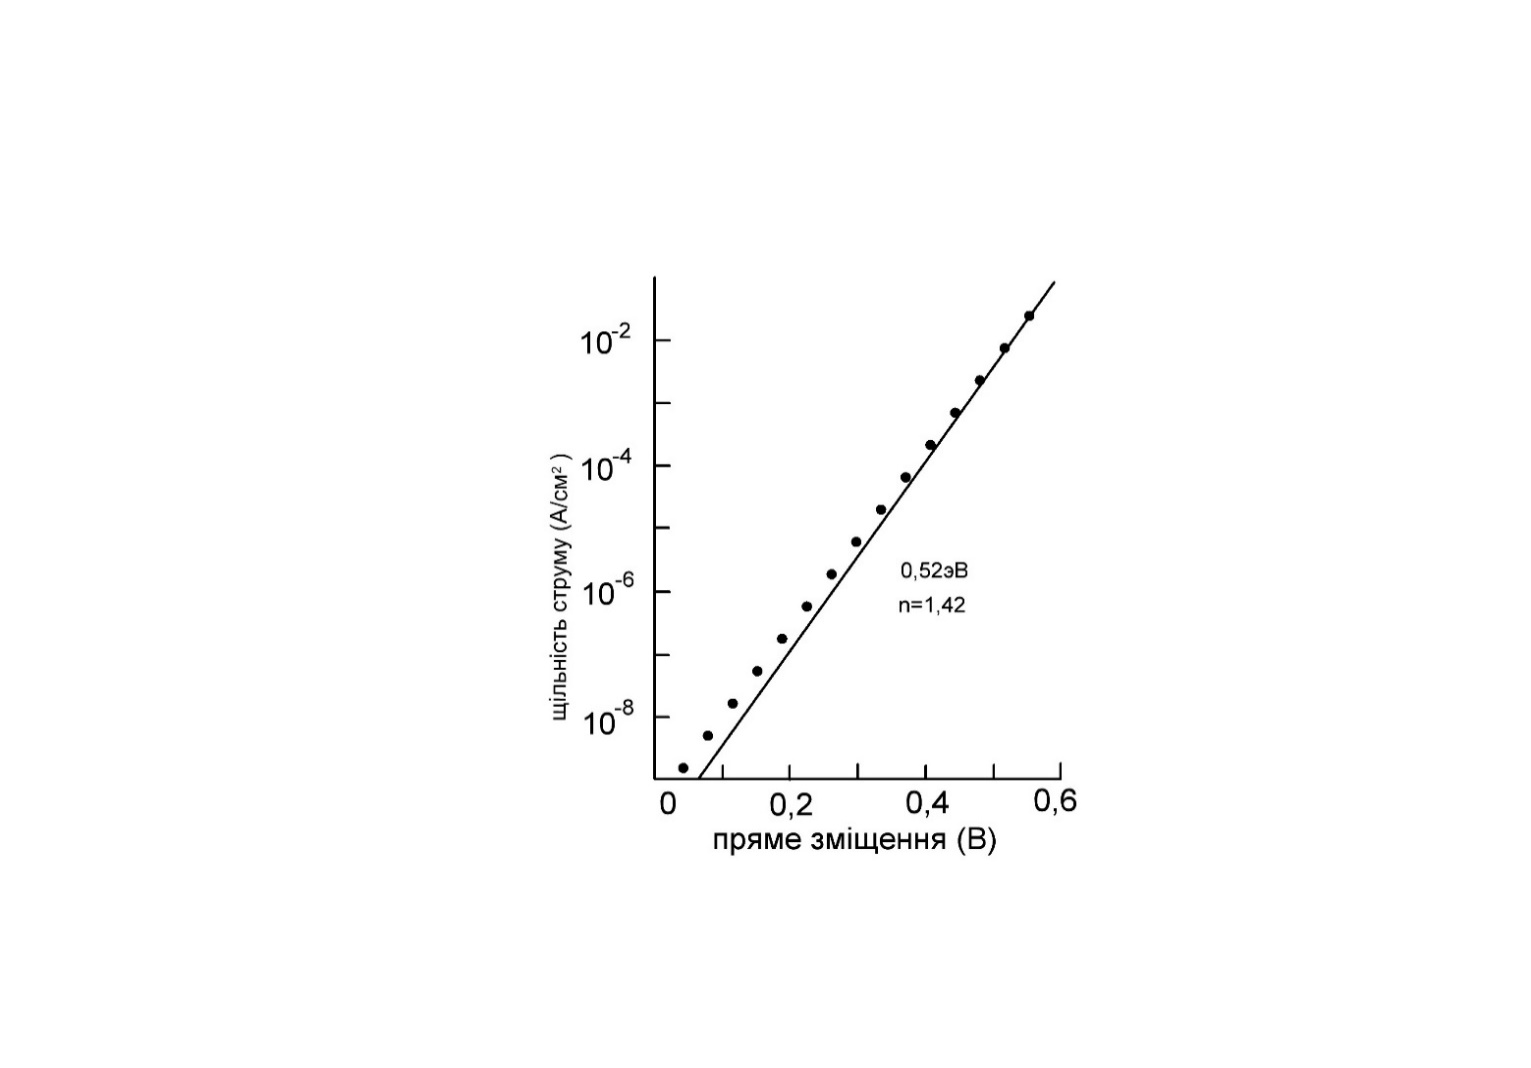 10-2
10-4
10-6
10-8
щільність струму (А/см²)
0,52эВ
n=1,42
0 0,2 0,4 0,6
пряме зміщення (В)